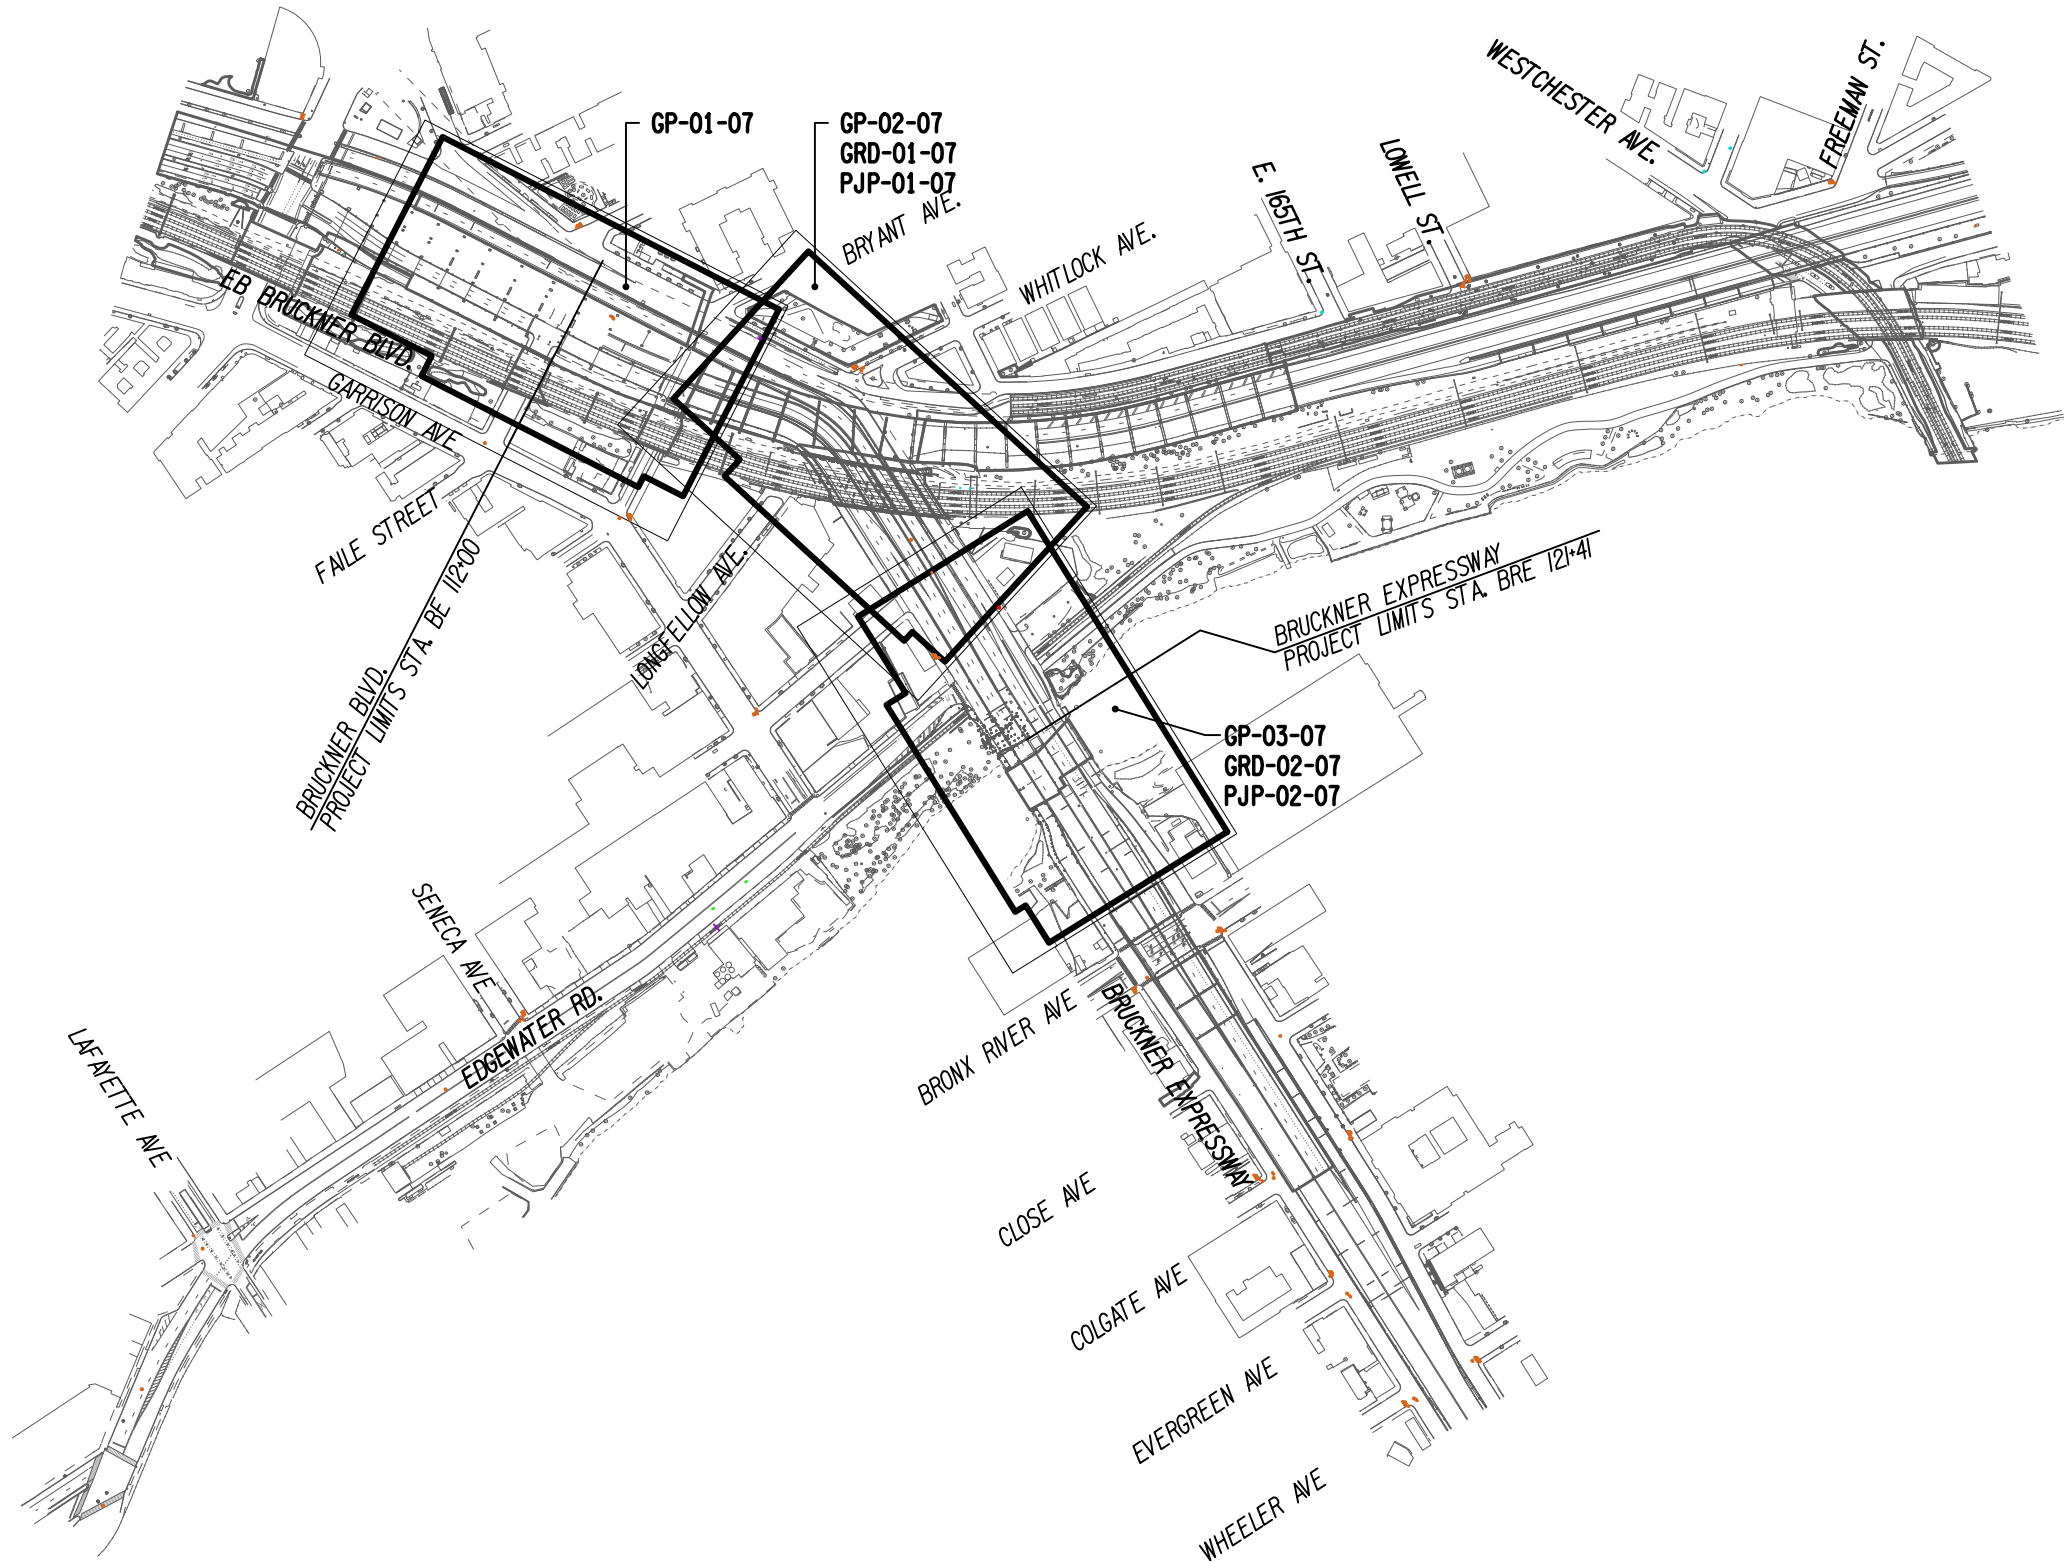 WESTCHESTER AVE.
FREEMAN ST.
GP-01-07
GP-02-07
GRD-01-07
PJP-01-07
BRYANT AVE.
WHITLOCK AVE.
E. 165TH ST.
LOWELL ST
EB BRUCKNER BLVD.
GARRISON AVE
FAILE STREET
LONGFELLOW AVE.
BRUCKNER BLVD.
PROJECT LIMITS STA. BE 112+00
BRUCKNER EXPRESSWAY
PROJECT LIMITS STA. BRE 121+41
GP-03-07
GRD-02-07
PJP-02-07
SENECA AVE
EDGEWATER RD.
LAFAYETTE AVE
BRONX RIVER AVE
BRUCKNER EXPRESSWAY
CLOSE AVE
COLGATE AVE
EVERGREEN AVE
WHEELER AVE